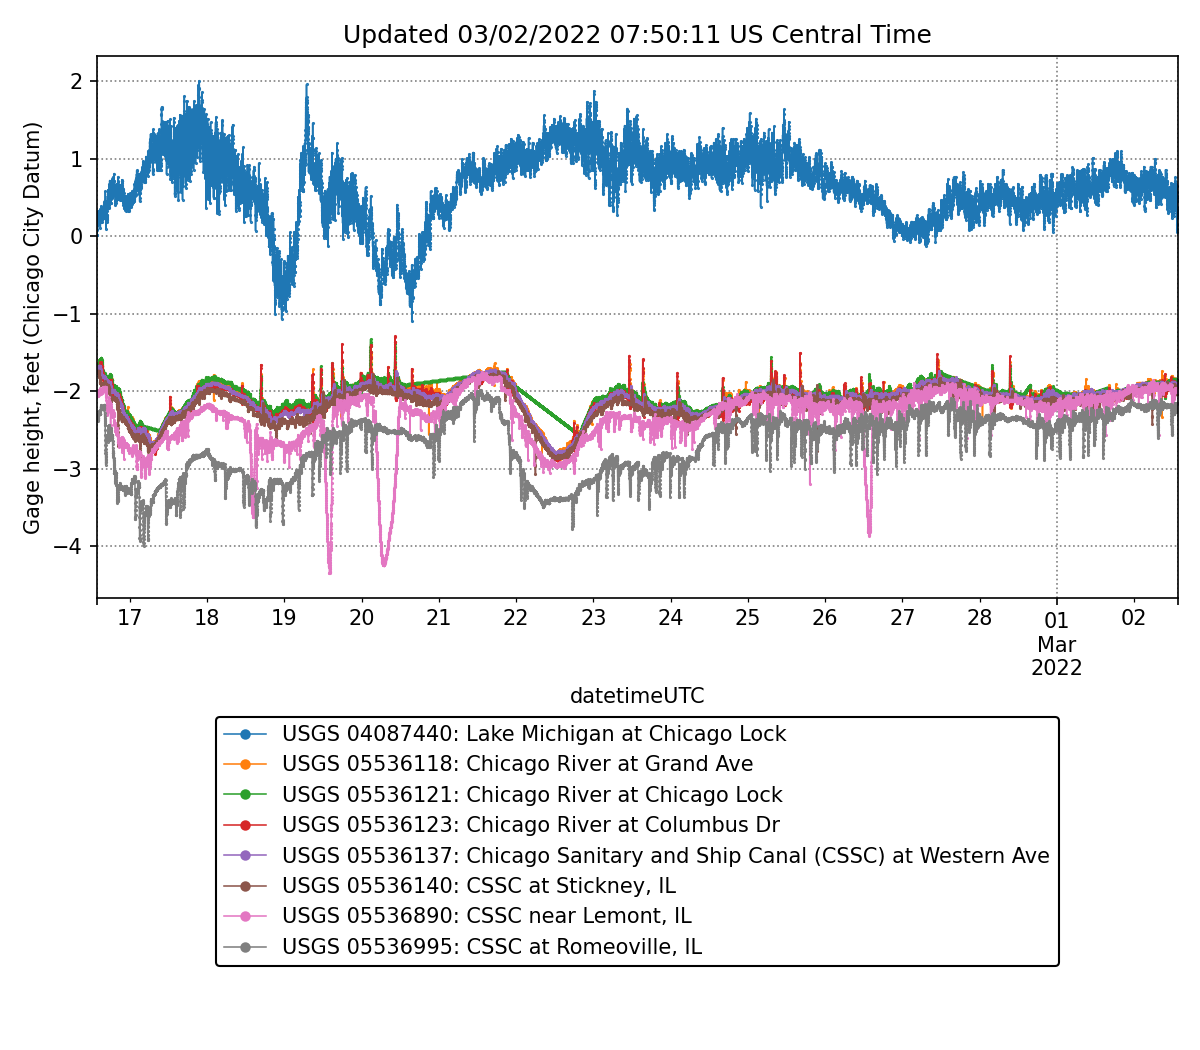 Updated 03/02/2022 07:50:11 US Central Time
Gage height, feet (Chicago City Datum)
2
1
0
−1
−2
−3
−4
17 18 19 20 21 22 23 24 25 26 27 28 01 02
Mar
2022
datetimeUTC
USGS 04087440: Lake Michigan at Chicago Lock
USGS 05536118: Chicago River at Grand Ave
USGS 05536121: Chicago River at Chicago Lock
USGS 05536123: Chicago River at Columbus Dr
USGS 05536137: Chicago Sanitary and Ship Canal (CSSC) at Western Ave
USGS 05536140: CSSC at Stickney, IL
USGS 05536890: CSSC near Lemont, IL
USGS 05536995: CSSC at Romeoville, IL